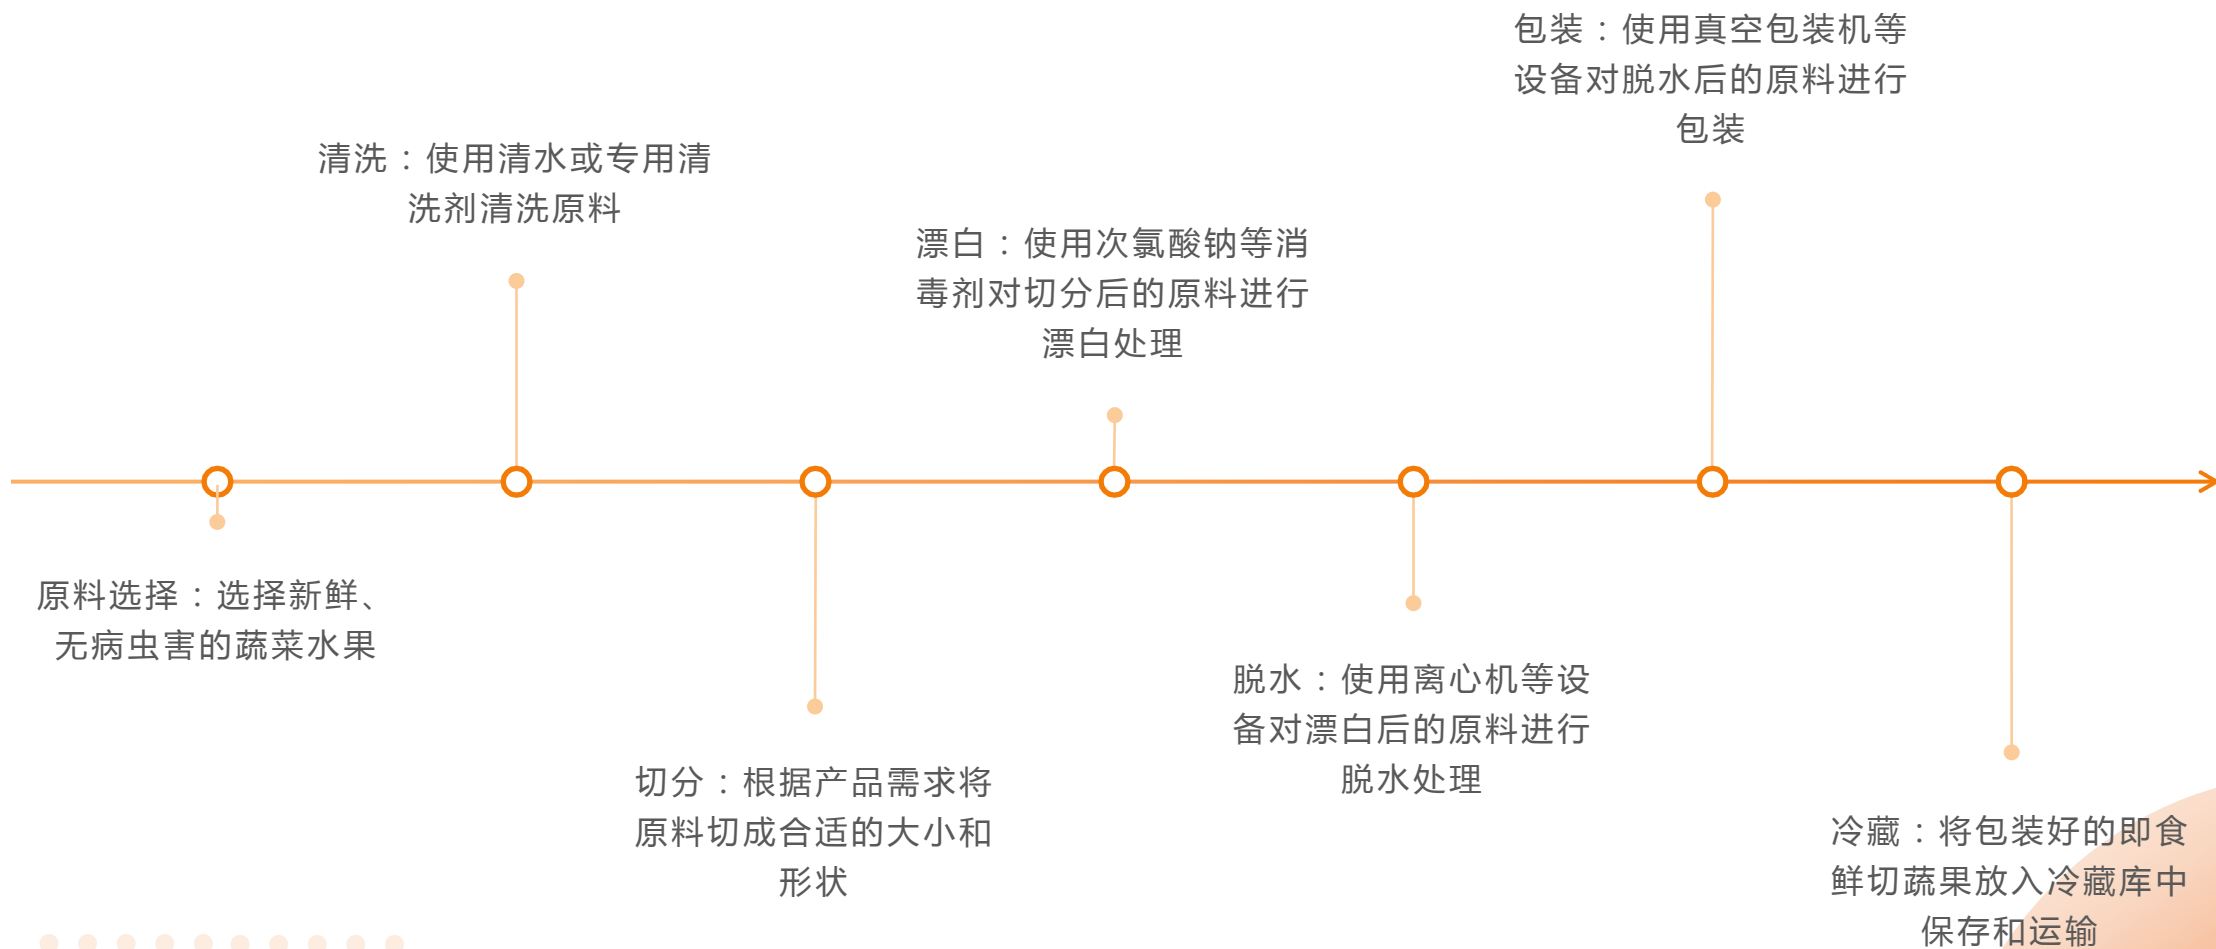 原料选择：选择新鲜、
无病虫害的蔬菜水果
清洗：使用清水或专用清
洗剂清洗原料
切分：根据产品需求将
原料切成合适的大小和
形状
漂白：使用次氯酸钠等消
毒剂对切分后的原料进行
漂白处理
脱水：使用离心机等设
备对漂白后的原料进行
脱水处理
包装：使用真空包装机等
设备对脱水后的原料进行
包装
冷藏：将包装好的即食
鲜切蔬果放入冷藏库中
保存和运输